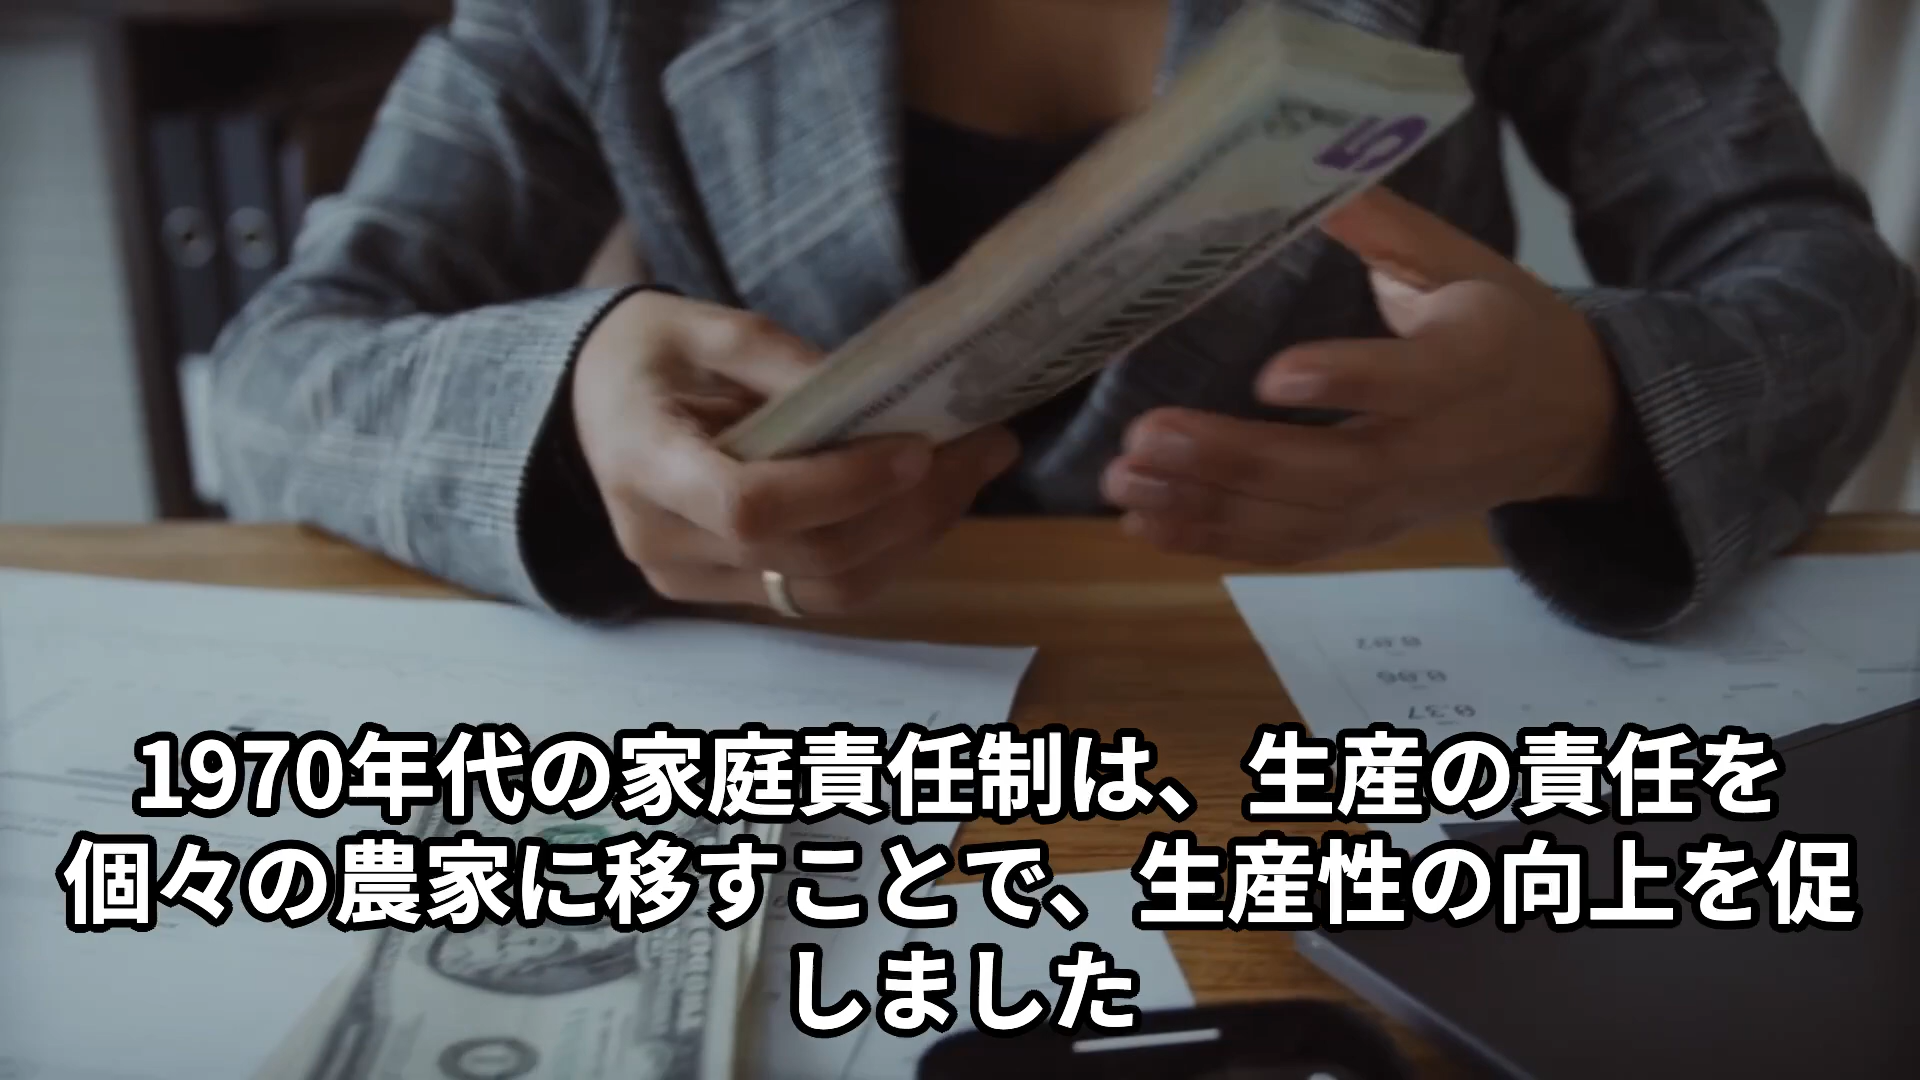 1970年代の家庭責任制は、生産の責任を
個々の農家に移すことで、生産性の向上を促
しました
5